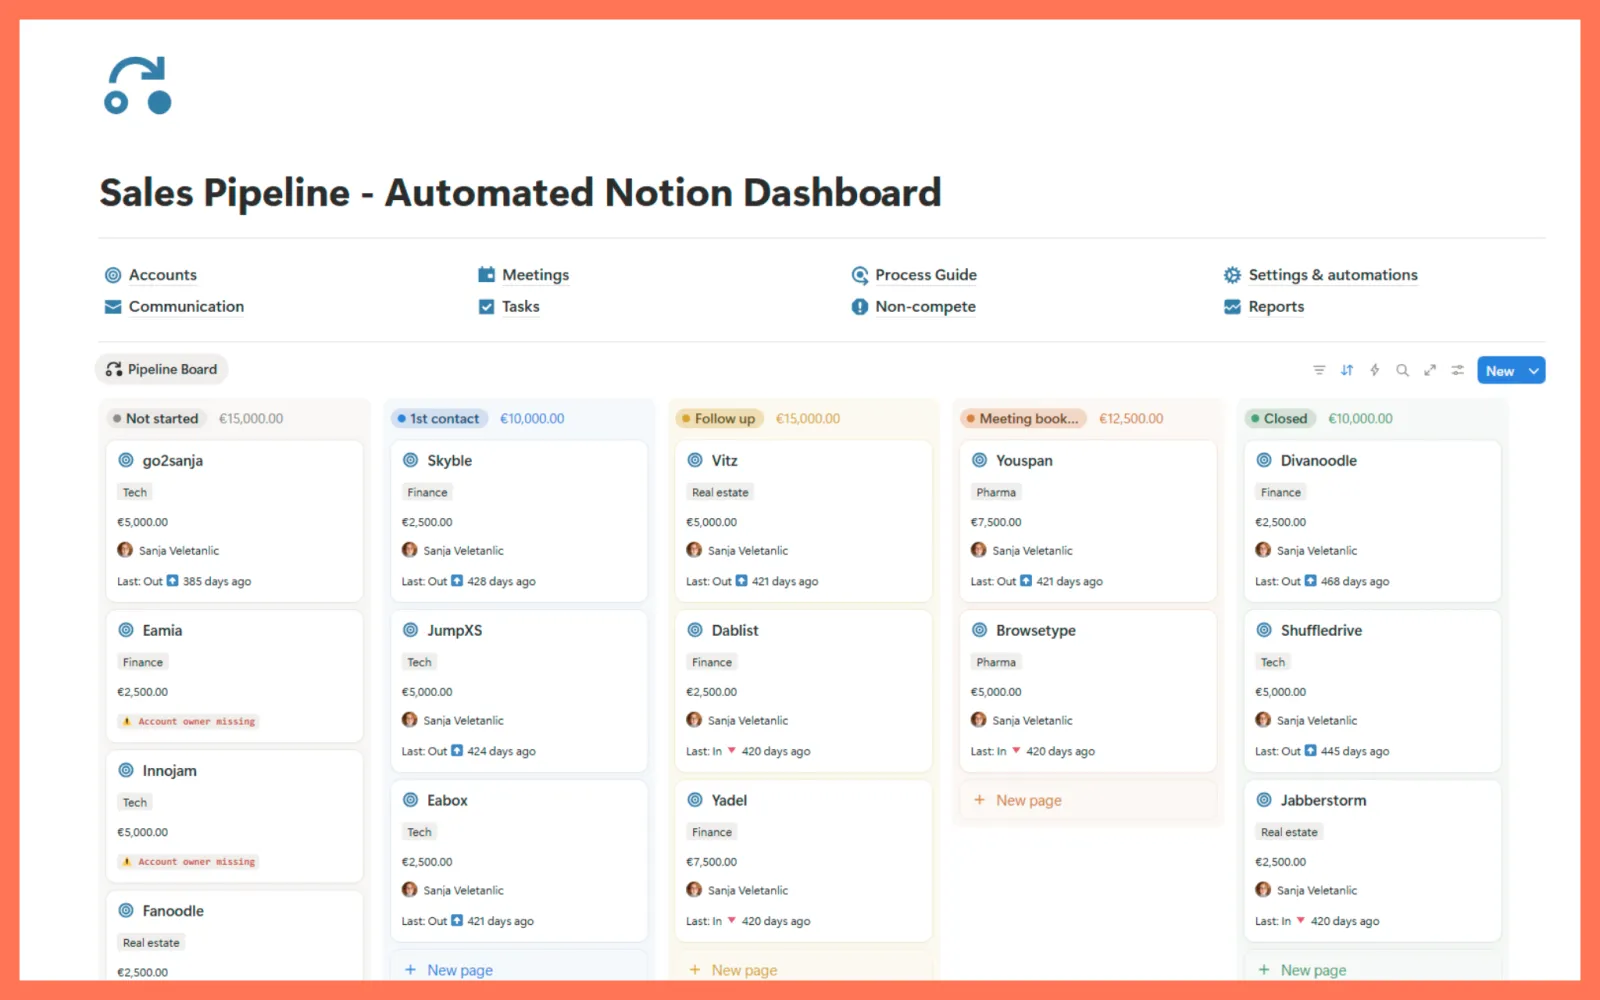 Sales Pipeline - Automated Notion Dashboard
Accounts
Meetings
Process Guide
Settings & automations
Communication
Tasks
Non-compete
Reports
Pipeline Board
New
Not started €15,000.00
go2sanja
Tech
€5,000.00
Sanja Veletanlic
Last: Out 385 days ago
Eamia
Finance
€2,500.00
Account owner missing
Innojam
Tech
€5,000.00
Account owner missing
Fanoodle
Real estate
€2,500.00
1st contact €10,000.00
Skyble
Finance
€2,500.00
Sanja Veletanlic
Last: Out 428 days ago
JumpXS
Tech
€5,000.00
Sanja Veletanlic
Last: Out 424 days ago
Eabox
Tech
€2,500.00
Sanja Veletanlic
Last: Out 421 days ago
+ New page
Follow up €15,000.00
Vitz
Real estate
€5,000.00
Sanja Veletanlic
Last: Out 421 days ago
Dablist
Finance
€2,500.00
Sanja Veletanlic
Last: In 420 days ago
Yadel
Finance
€7,500.00
Sanja Veletanlic
Last: In 420 days ago
+ New page
Meeting book... €12,500.00
Youspan
Pharma
€7,500.00
Sanja Veletanlic
Last: Out 421 days ago
Browsetype
Pharma
€5,000.00
Sanja Veletanlic
Last: In 420 days ago
+ New page
Closed €10,000.00
Divanoodle
Finance
€2,500.00
Sanja Veletanlic
Last: Out 468 days ago
Shuffledrive
Tech
€5,000.00
Sanja Veletanlic
Last: Out 445 days ago
Jabberstorm
Real estate
€2,500.00
Sanja Veletanlic
Last: In 420 days ago
+ New page